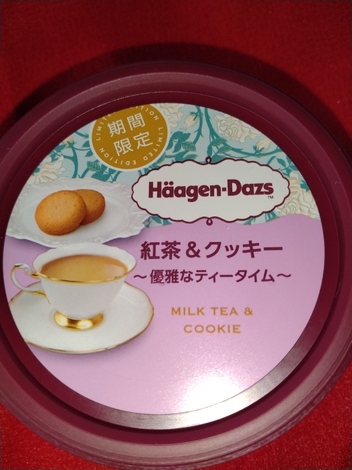 期間
限定
LIMITED EDITION
Häagen-Dazs™
紅茶&クッキー
～優雅なティータイム～
MILK TEA &
COOKIE